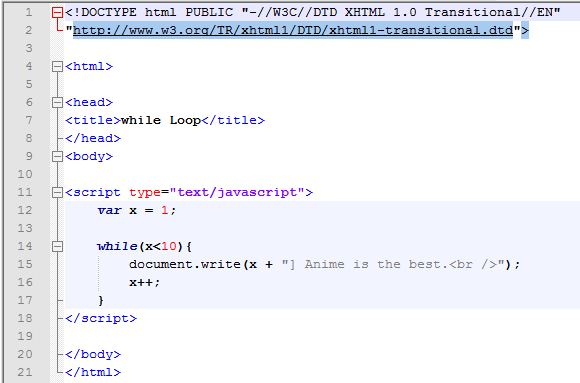 1 <!DOCTYPE html PUBLIC "-//W3C//DTD XHTML 1.0 Transitional//EN"
2 "http://www.w3.org/TR/xhtml1/DTD/xhtml1-transitional.dtd">
3
4 <html>
5
6 <head>
7 <title>while Loop</title>
8 </head>
9 <body>
10
11 <script type="text/javascript">
12     var x = 1;
13
14     while(x<10){
15         document.write(x + "] Anime is the best.<br />");
16         x++;
17     }
18 </script>
19
20 </body>
21 </html>